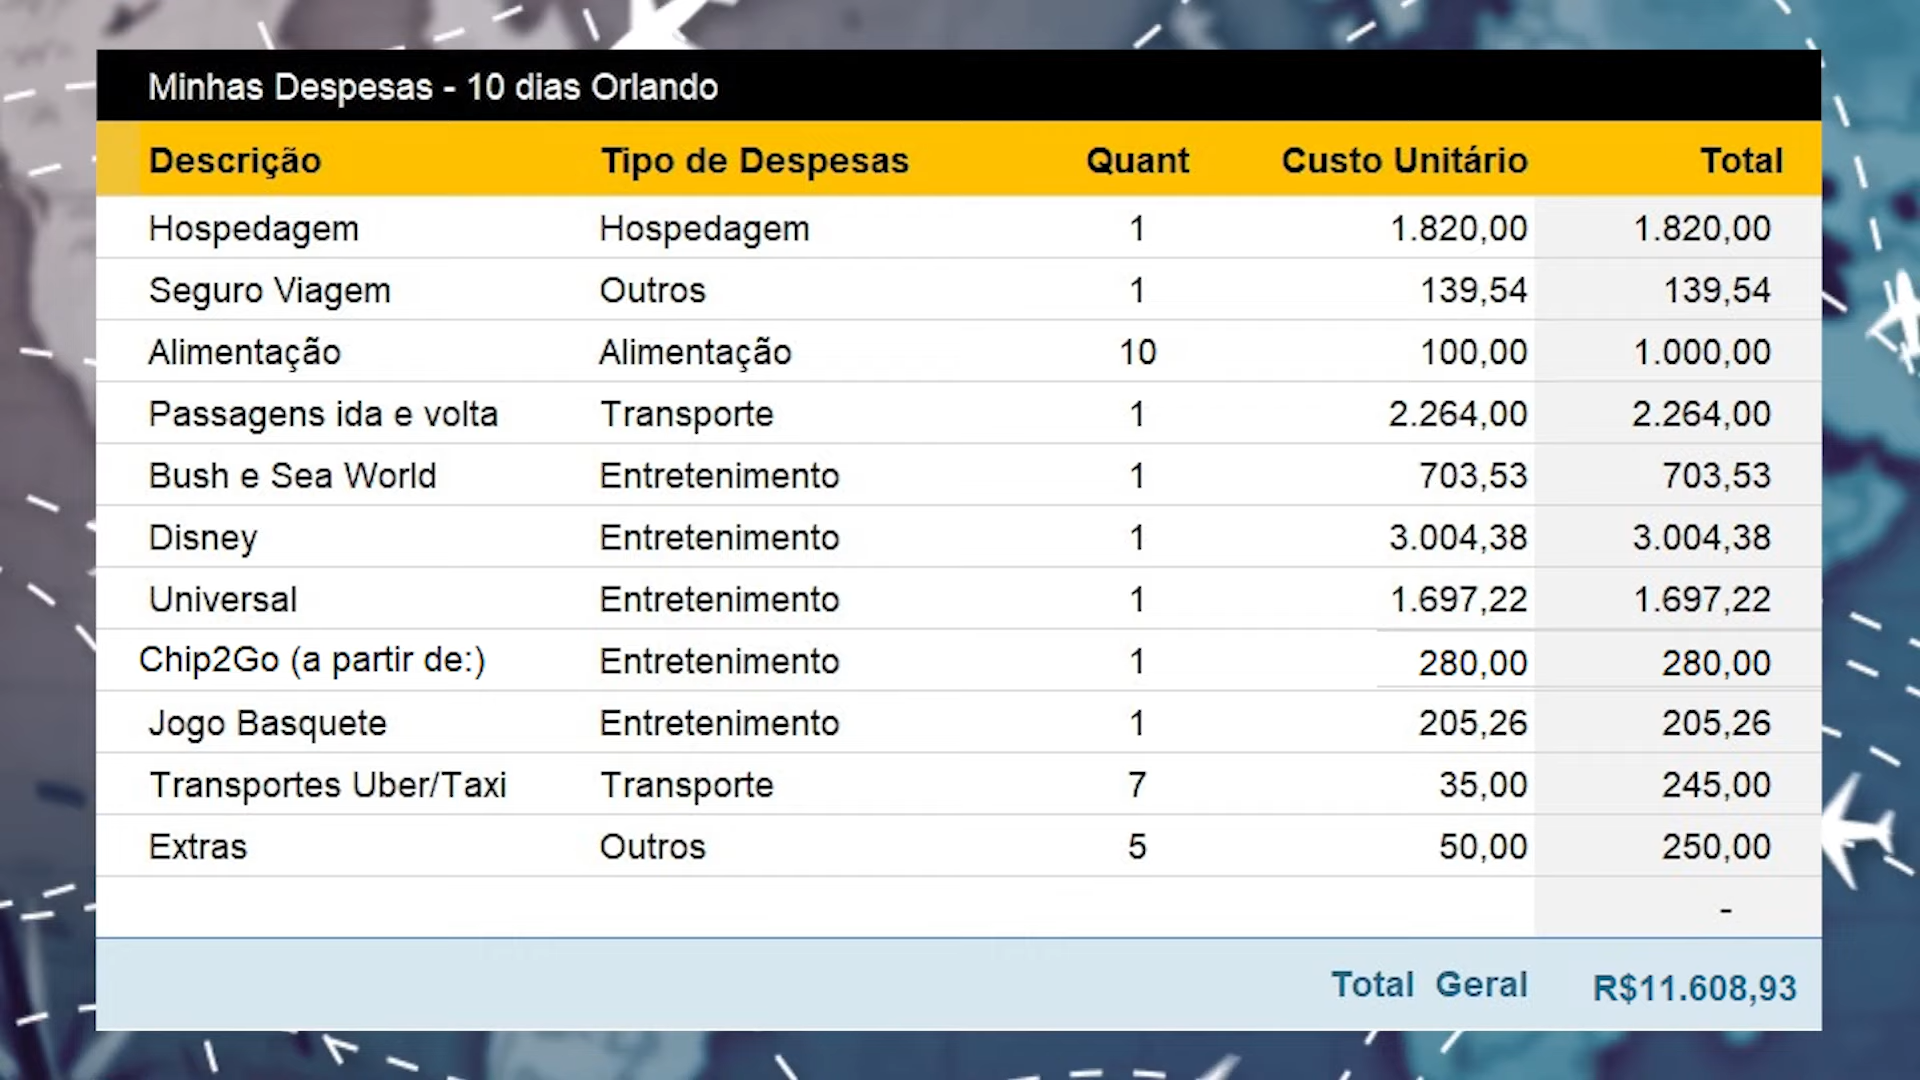 Minhas Despesas - 10 dias Orlando
Descrição Tipo de Despesas Quant Custo Unitário Total
Hospedagem Hospedagem 1 1.820,00 1.820,00
Seguro Viagem Outros 1 139,54 139,54
Alimentação Alimentação 10 100,00 1.000,00
Passagens ida e volta Transporte 1 2.264,00 2.264,00
Bush e Sea World Entretenimento 1 703,53 703,53
Disney Entretenimento 1 3.004,38 3.004,38
Universal Entretenimento 1 1.697,22 1.697,22
Chip2Go (a partir de:) Entretenimento 1 280,00 280,00
Jogo Basquete Entretenimento 1 205,26 205,26
Transportes Uber/Taxi Transporte 7 35,00 245,00
Extras Outros 5 50,00 250,00
-
Total Geral R$11.608,93